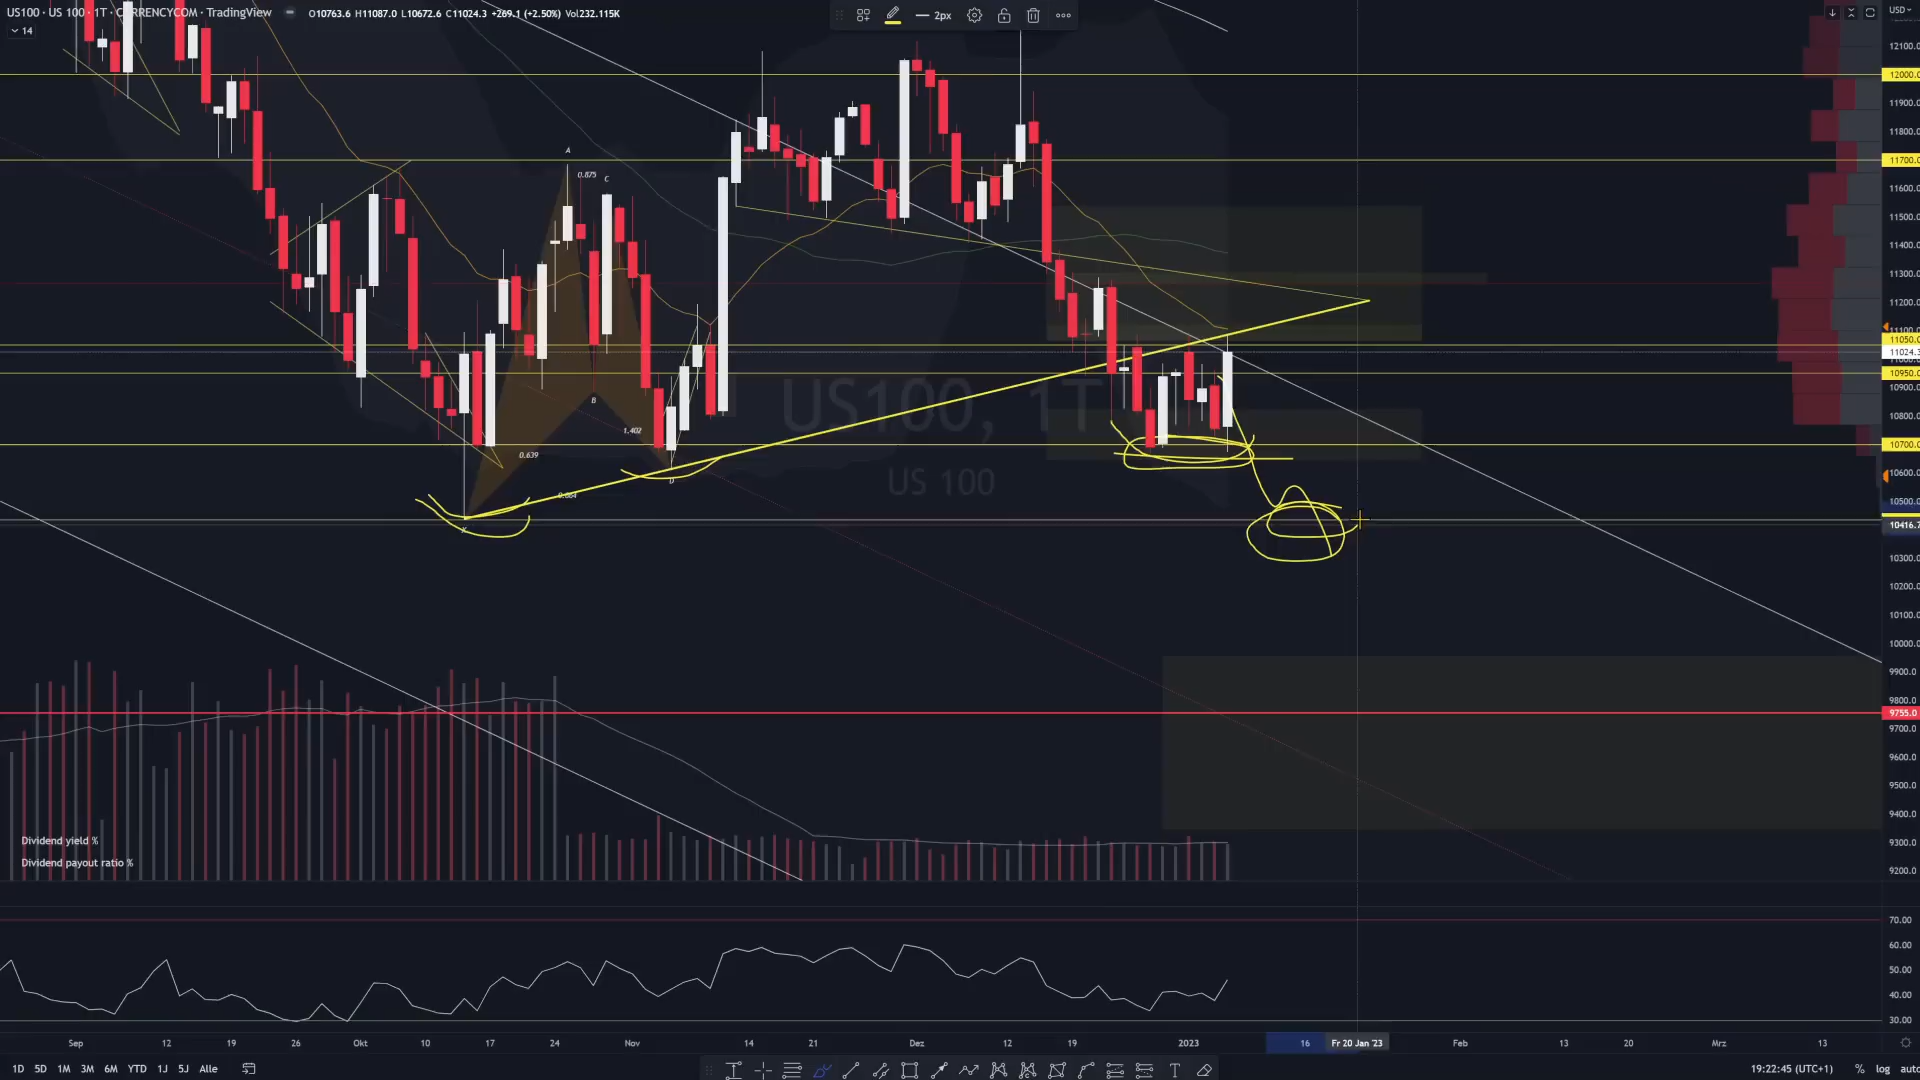 US100 · US 100 · 1T · CURRENCYCOM · TradingView O10763.6 H11087.0 L10672.6 C11024.3 +269.1 (+2.50%) Vol232.115K
14
2px
USD
12100.0
12000.0
11900.0
11800.0
11700.0
11600.0
11500.0
11400.0
11300.0
11200.0
11100.0
11050.0
11024.3
10950.0
10900.0
10800.0
10700.0
10600.0
10500.0
10416.7
10300.0
10200.0
10100.0
10000.0
9900.0
9800.0
9755.0
9700.0
9600.0
9500.0
9400.0
9300.0
9200.0
A
0.875 C
B
1.402
0.639
D
X
US100, 1T
US 100
Dividend yield %
Dividend payout ratio %
70.00
60.00
50.00
40.00
30.00
Sep 12 19 26 Okt 10 17 24 Nov 14 21 Dez 12 19 2023 16 Fr 20 Jan '23 Feb 13 20 Mrz 13
1D 5D 1M 3M 6M YTD 1J 5J Alle
19:22:45 (UTC+1) % log auto